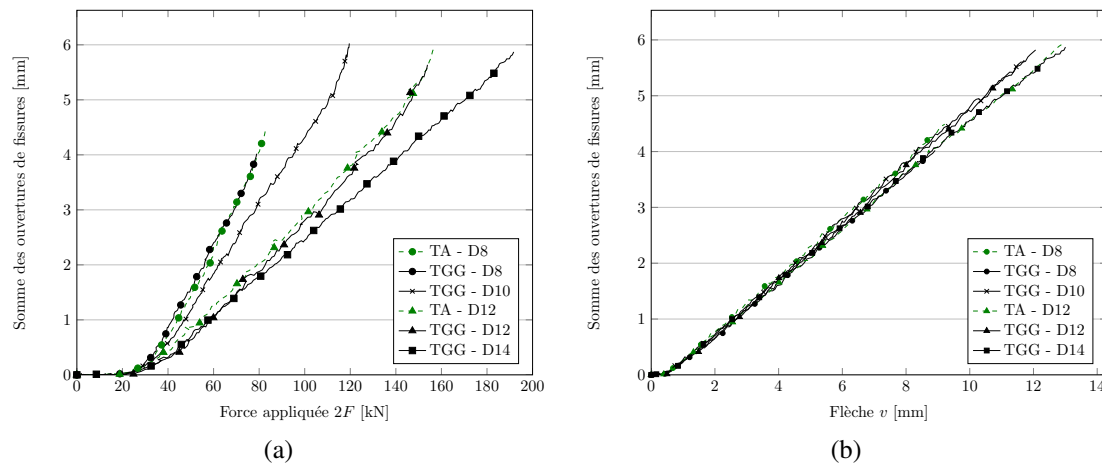 Somme des ouvertures de fissures [mm]
6
5
4
3
2
1
0
0 20 40 60 80 100 120 140 160 180 200
Force appliquée 2F [kN]
TA - D8
TGG - D8
TGG - D10
TA - D12
TGG - D12
TGG - D14
(a)
Somme des ouvertures de fissures [mm]
6
5
4
3
2
1
0
0 2 4 6 8 10 12 14
Flèche v [mm]
TA - D8
TGG - D8
TGG - D10
TA - D12
TGG - D12
TGG - D14
(b)